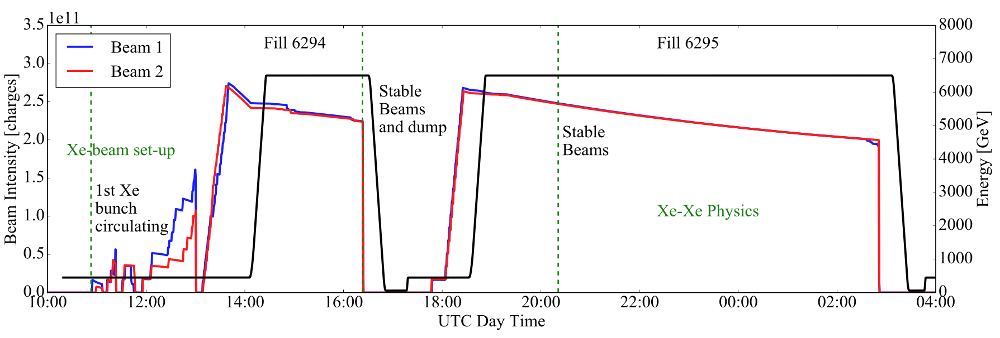 1e11
3.5
3.0
2.5
2.0
1.5
1.0
0.5
0.0
Beam Intensity [charges]
Beam 1
Beam 2
Fill 6294
Fill 6295
Xe-beam set-up
1st Xe
bunch
circulating
Stable
Beams
and dump
Stable
Beams
Xe-Xe Physics
8000
7000
6000
5000
4000
3000
2000
1000
0
Energy [GeV]
10:00
12:00
14:00
16:00
18:00
20:00
22:00
00:00
02:00
04:00
UTC Day Time